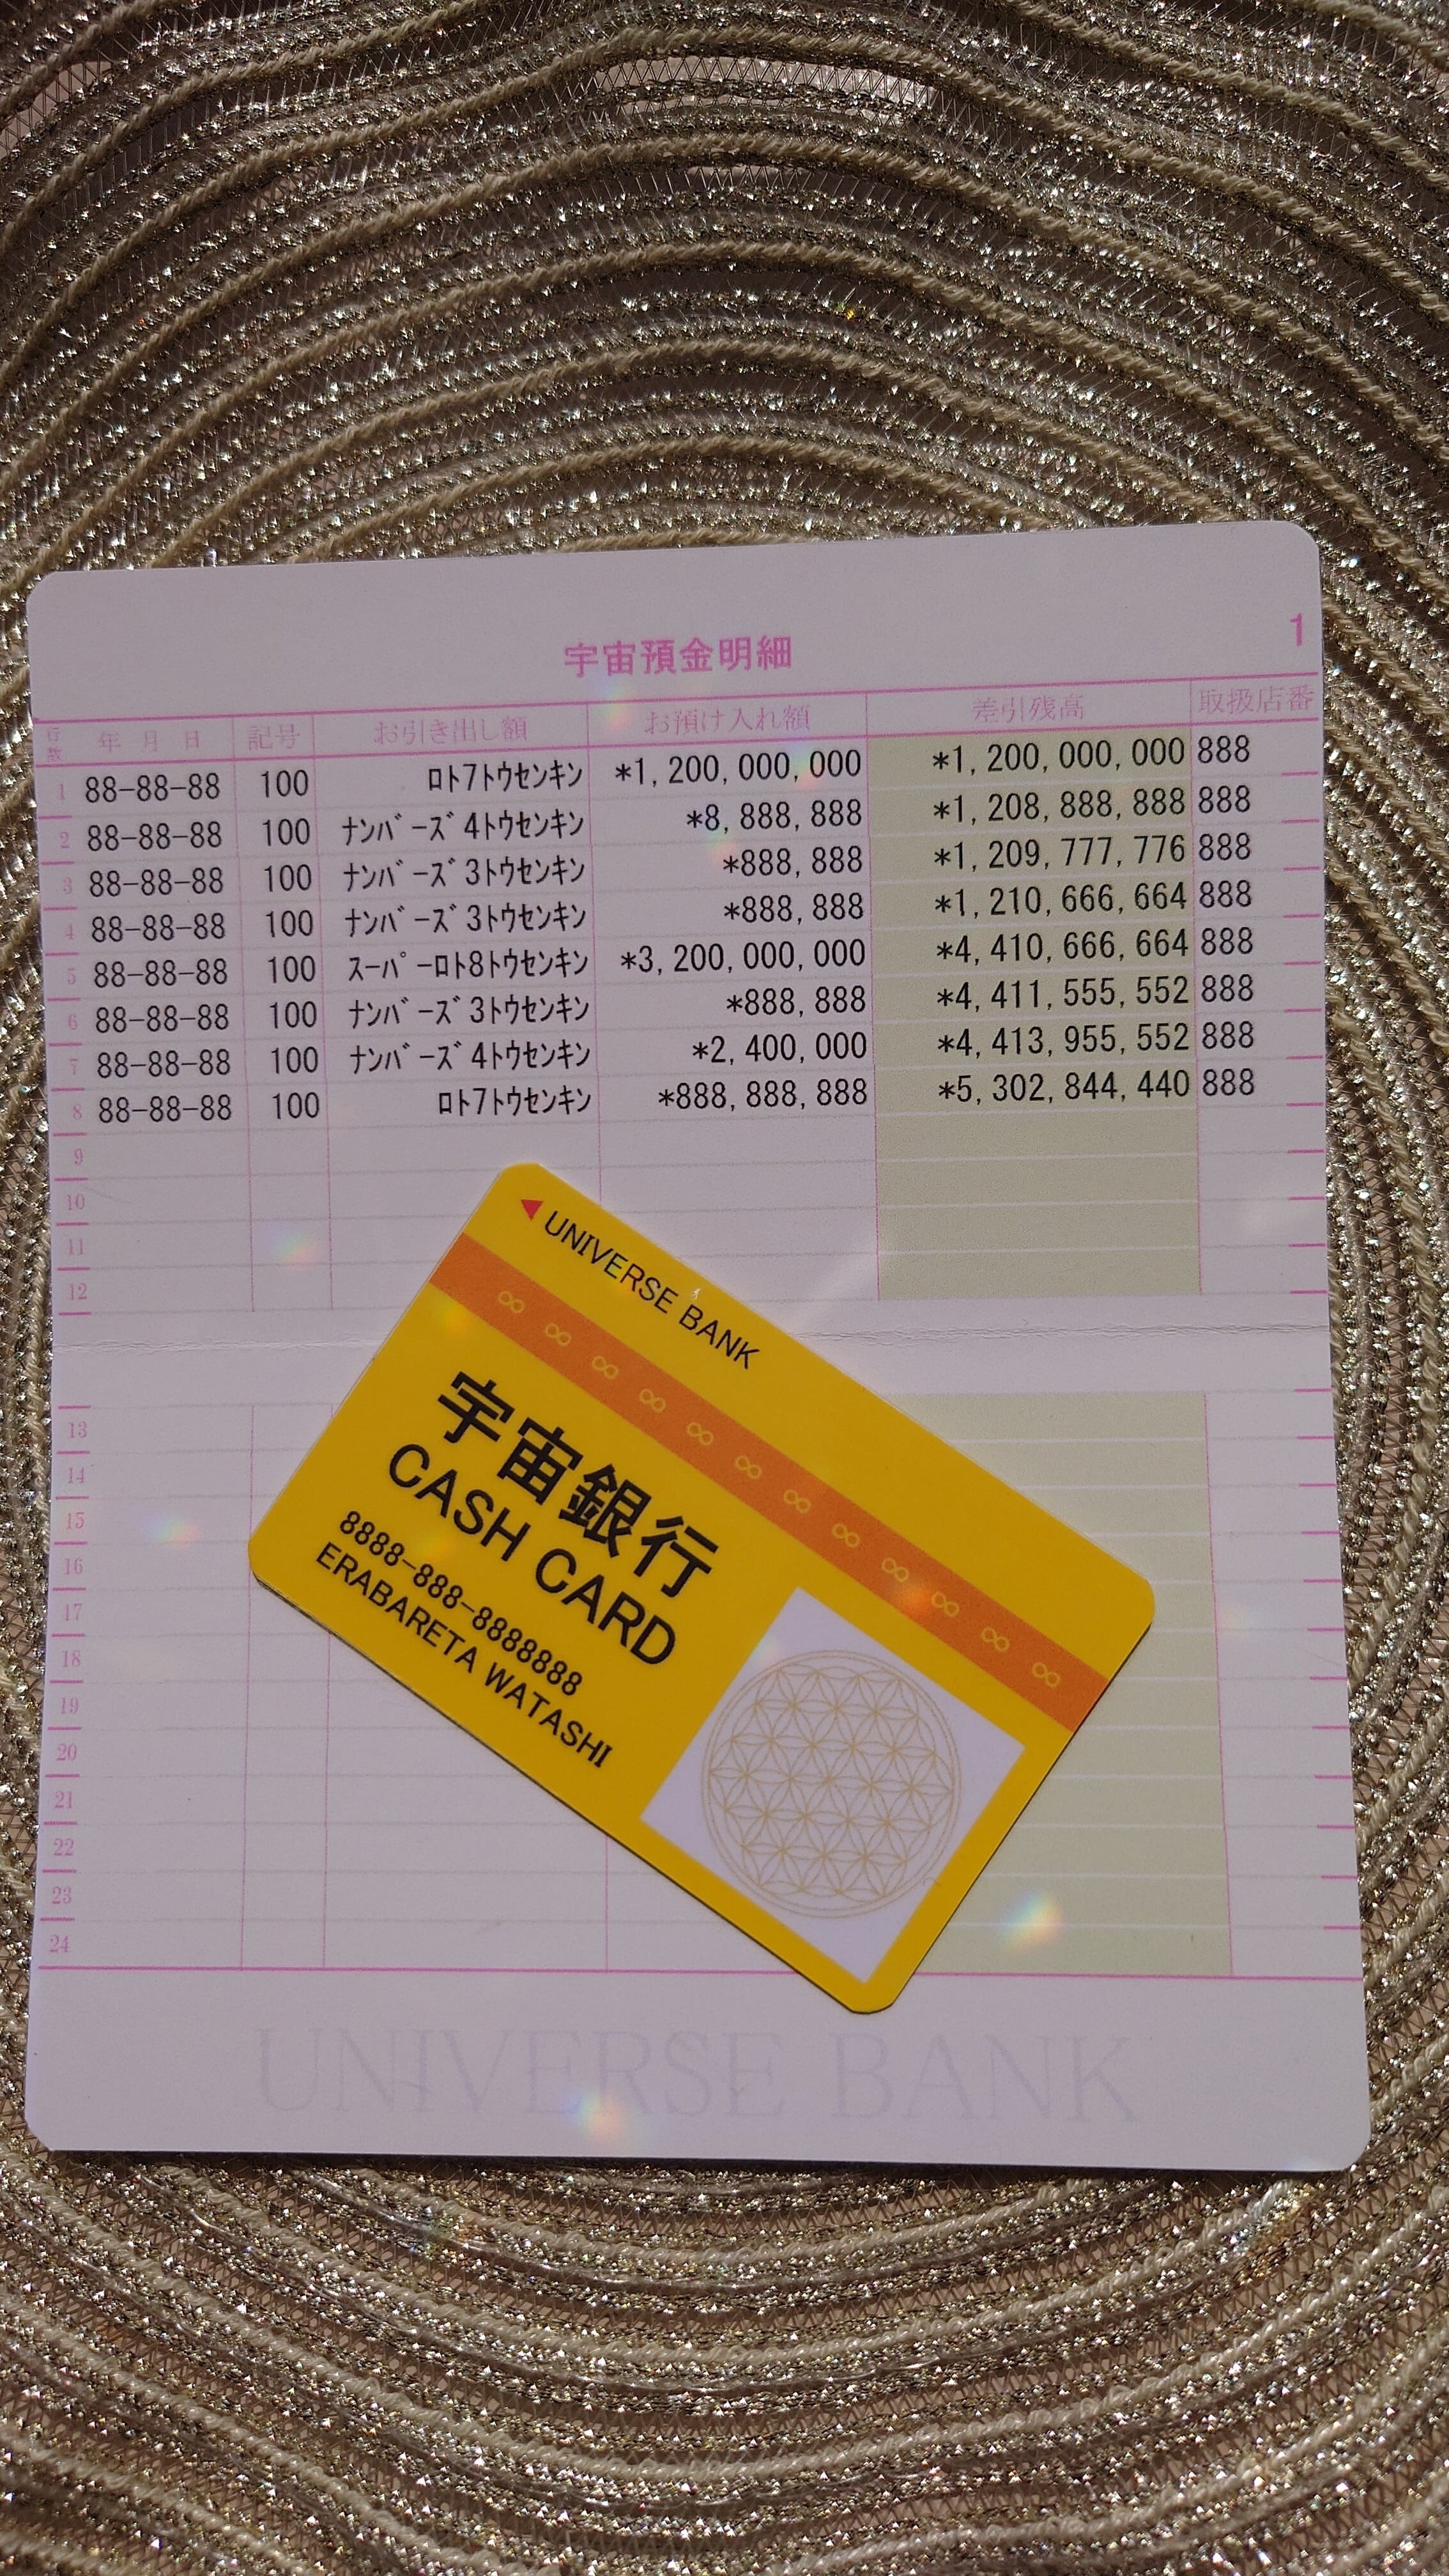 1
宇宙預金明細
行数 年 月 日 記号 お引き出し額 お預け入れ額 差引残高 取扱店番
1 88-88-88 100 ﾛﾄ7ﾄｳｾﾝｷﾝ *1,200,000,000 *1,200,000,000 888
2 88-88-88 100 ﾅﾝﾊﾞｰｽﾞ4ﾄｳｾﾝｷﾝ *8,888,888 *1,208,888,888 888
3 88-88-88 100 ﾅﾝﾊﾞｰｽﾞ3ﾄｳｾﾝｷﾝ *888,888 *1,209,777,776 888
4 88-88-88 100 ﾅﾝﾊﾞｰｽﾞ3ﾄｳｾﾝｷﾝ *888,888 *1,210,666,664 888
5 88-88-88 100 ｽｰﾊﾟｰﾛﾄ8ﾄｳｾﾝｷﾝ *3,200,000,000 *4,410,666,664 888
6 88-88-88 100 ﾅﾝﾊﾞｰｽﾞ3ﾄｳｾﾝｷﾝ *888,888 *4,411,555,552 888
7 88-88-88 100 ﾅﾝﾊﾞｰｽﾞ4ﾄｳｾﾝｷﾝ *2,400,000 *4,413,955,552 888
8 88-88-88 100 ﾛﾄ7ﾄｳｾﾝｷﾝ *888,888,888 *5,302,844,440 888
9
10
11
12
13
14
15
16
17
18
19
20
21
22
23
24
◀UNIVERSE BANK
∞ ∞ ∞ ∞ ∞ ∞ ∞ ∞ ∞ ∞ ∞ ∞
宇宙銀行
CASH CARD
8888-888-8888888
ERABARETA WATASHI
UNIVERSE BANK